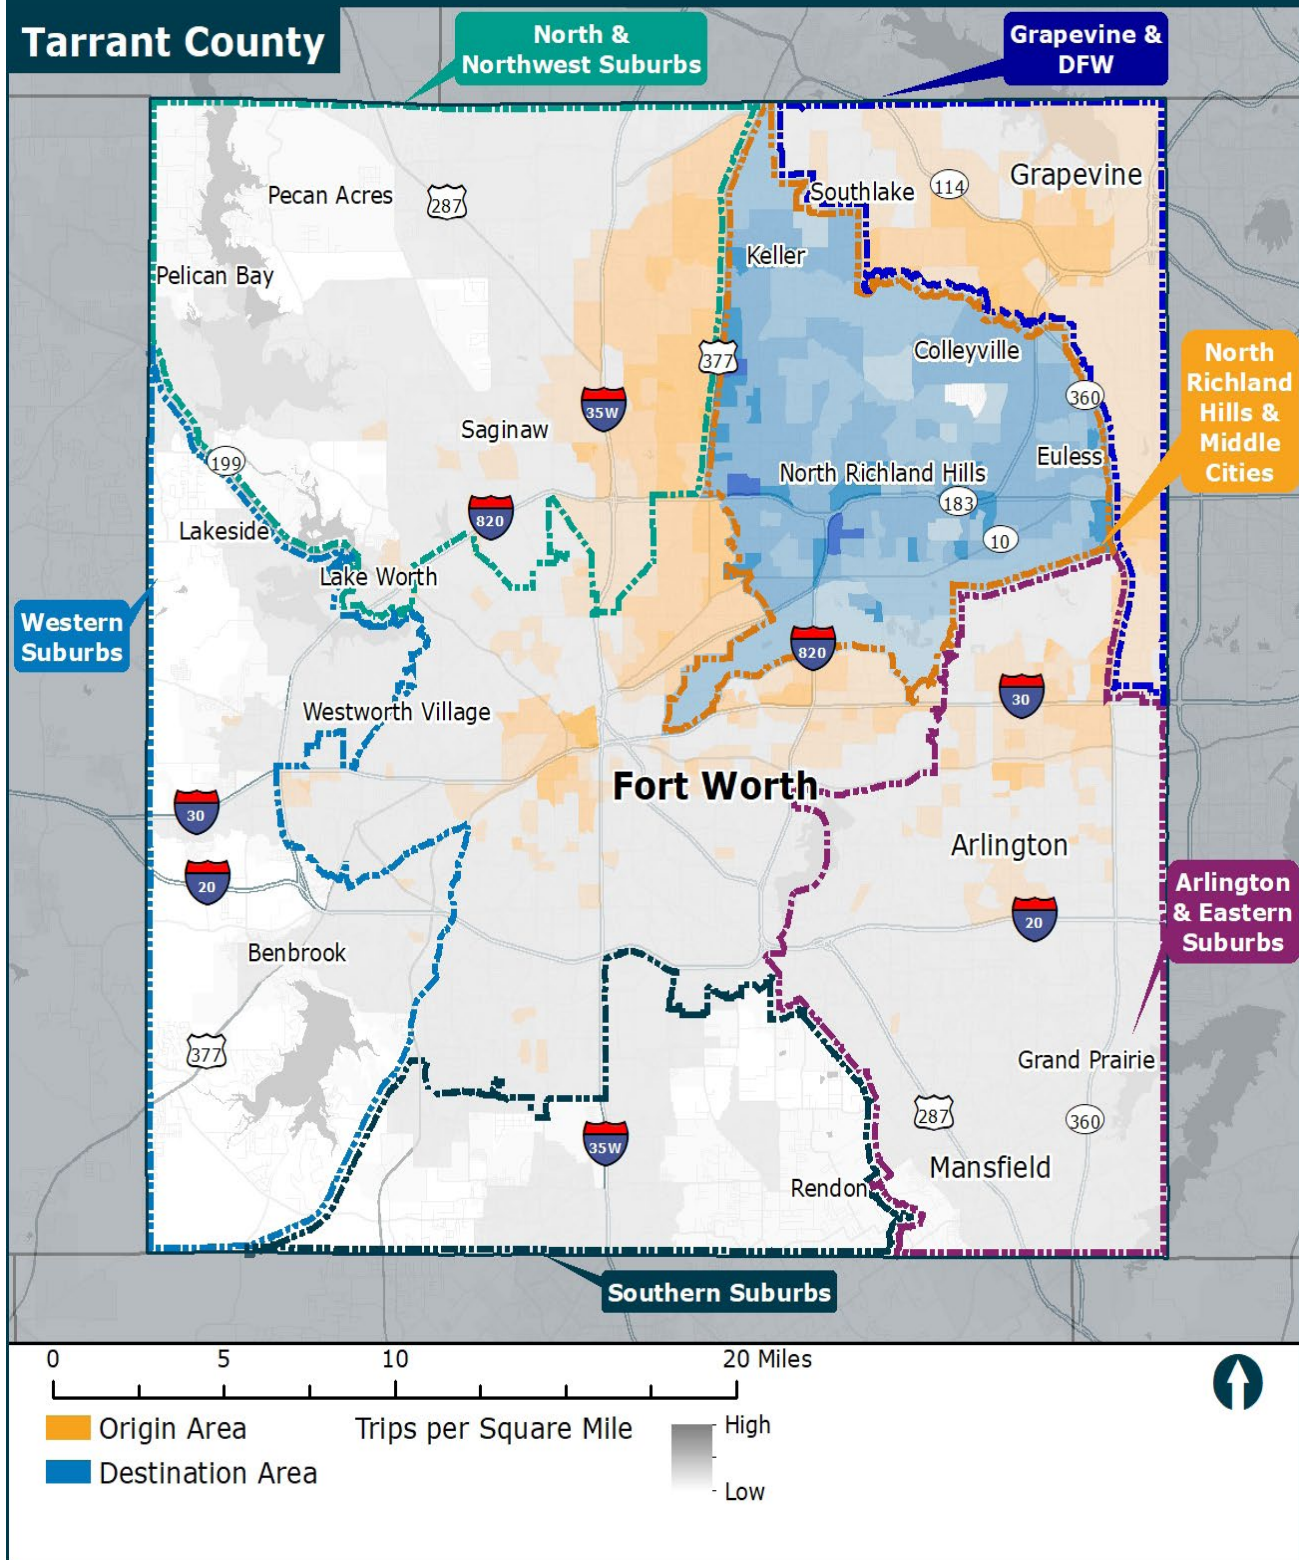 Tarrant County
North &
Northwest Suburbs
Grapevine &
DFW
Pecan Acres
287
Southlake
114
Grapevine
Keller
Pelican Bay
377
Colleyville
North
Richland
Hills &
Middle
Cities
35W
360
Saginaw
199
North Richland Hills
Euless
820
183
Lakeside
10
Lake Worth
Western
Suburbs
820
30
Westworth Village
Fort Worth
30
Arlington
20
Arlington
& Eastern
Suburbs
20
Benbrook
377
Grand Prairie
287
360
35W
Mansfield
Rendon
Southern Suburbs
0 5 10 20 Miles
Origin Area
Destination Area
Trips per Square Mile
High
Low